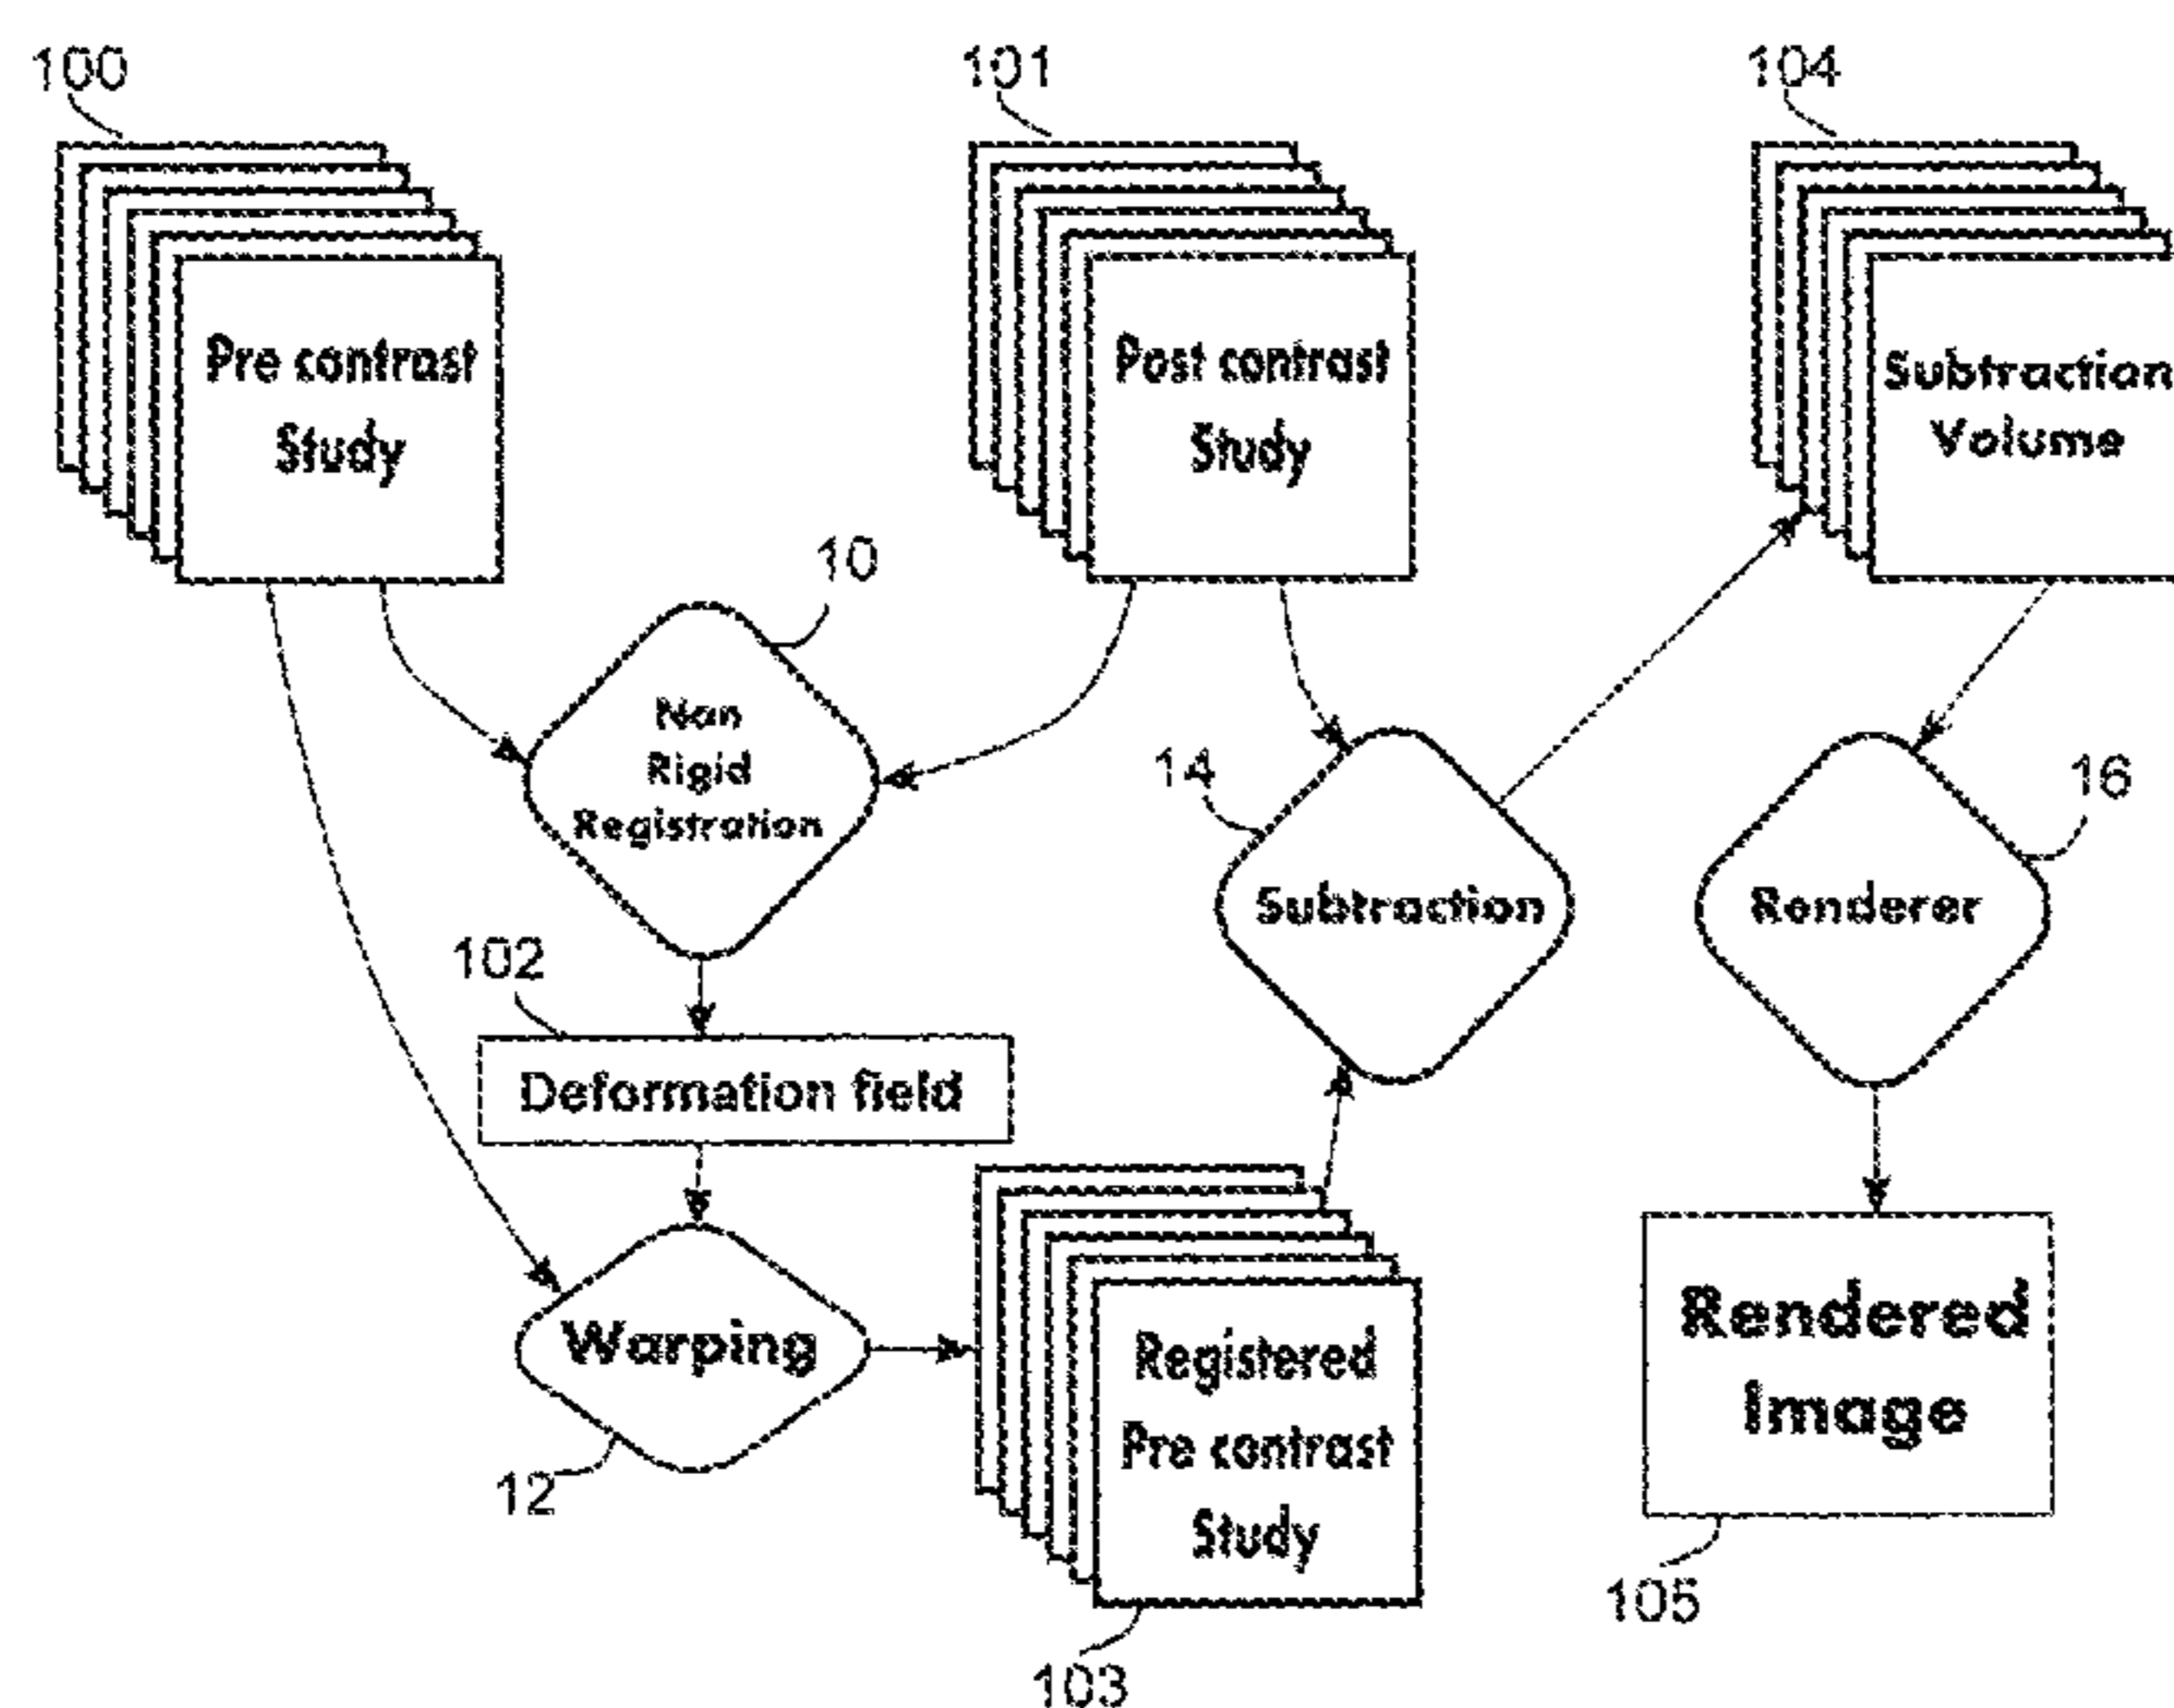 100
101
104
Pre contrast
Study
Post contrast
Study
Subtraction
Volume
10
Non
Rigid
Registration
14
16
Subtraction
Renderer
102
Deformation field
Warping
12
Registered
Pre contrast
Study
103
Rendered
Image
105